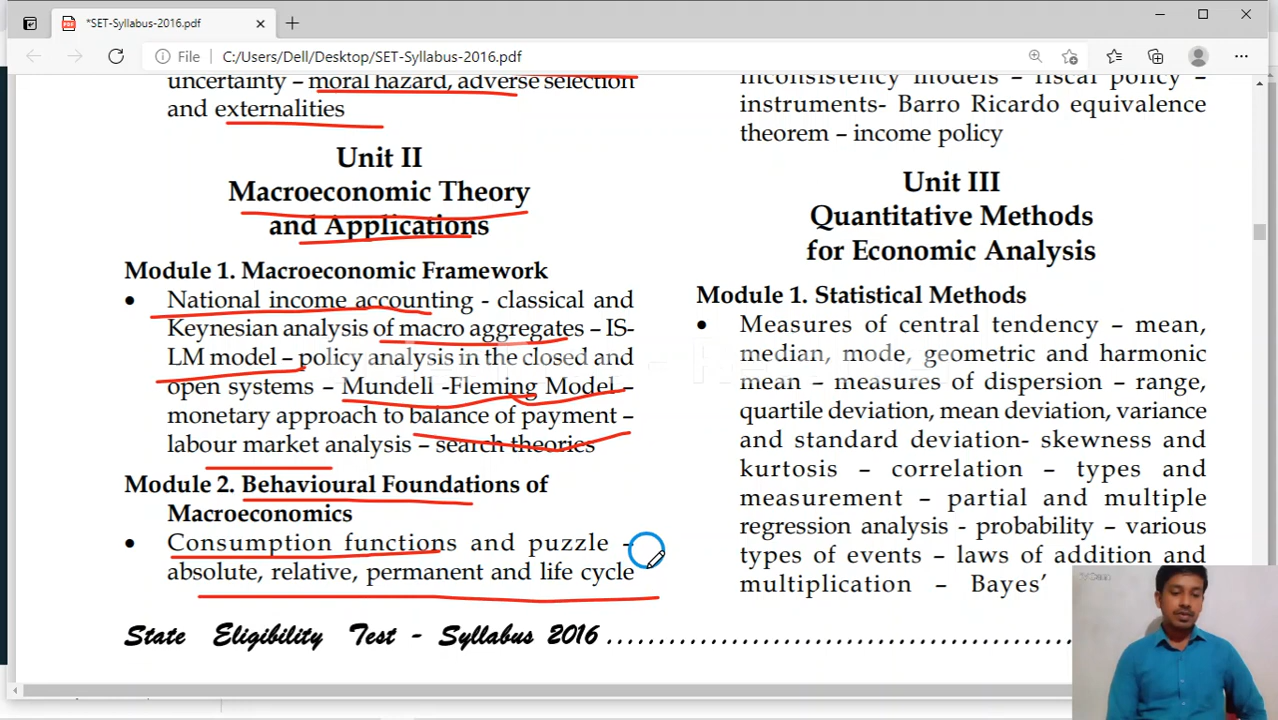 *SET-Syllabus-2016.pdf
File
C:/Users/Dell/Desktop/SET-Syllabus-2016.pdf
uncertainty – moral hazard, adverse selection
and externalities
Unit II
Macroeconomic Theory
and Applications
Module 1. Macroeconomic Framework
• National income accounting - classical and
Keynesian analysis of macro aggregates – IS-
LM model – policy analysis in the closed and
open systems – Mundell -Fleming Model –
monetary approach to balance of payment –
labour market analysis – search theories
Module 2. Behavioural Foundations of
Macroeconomics
• Consumption functions and puzzle –
absolute, relative, permanent and life cycle
inconsistency models – fiscal policy –
instruments- Barro Ricardo equivalence
theorem – income policy
Unit III
Quantitative Methods
for Economic Analysis
Module 1. Statistical Methods
• Measures of central tendency – mean,
median, mode, geometric and harmonic
mean – measures of dispersion – range,
quartile deviation, mean deviation, variance
and standard deviation- skewness and
kurtosis – correlation – types and
measurement – partial and multiple
regression analysis - probability – various
types of events – laws of addition and
multiplication – Bayes’
State Eligibility Test - Syllabus 2016